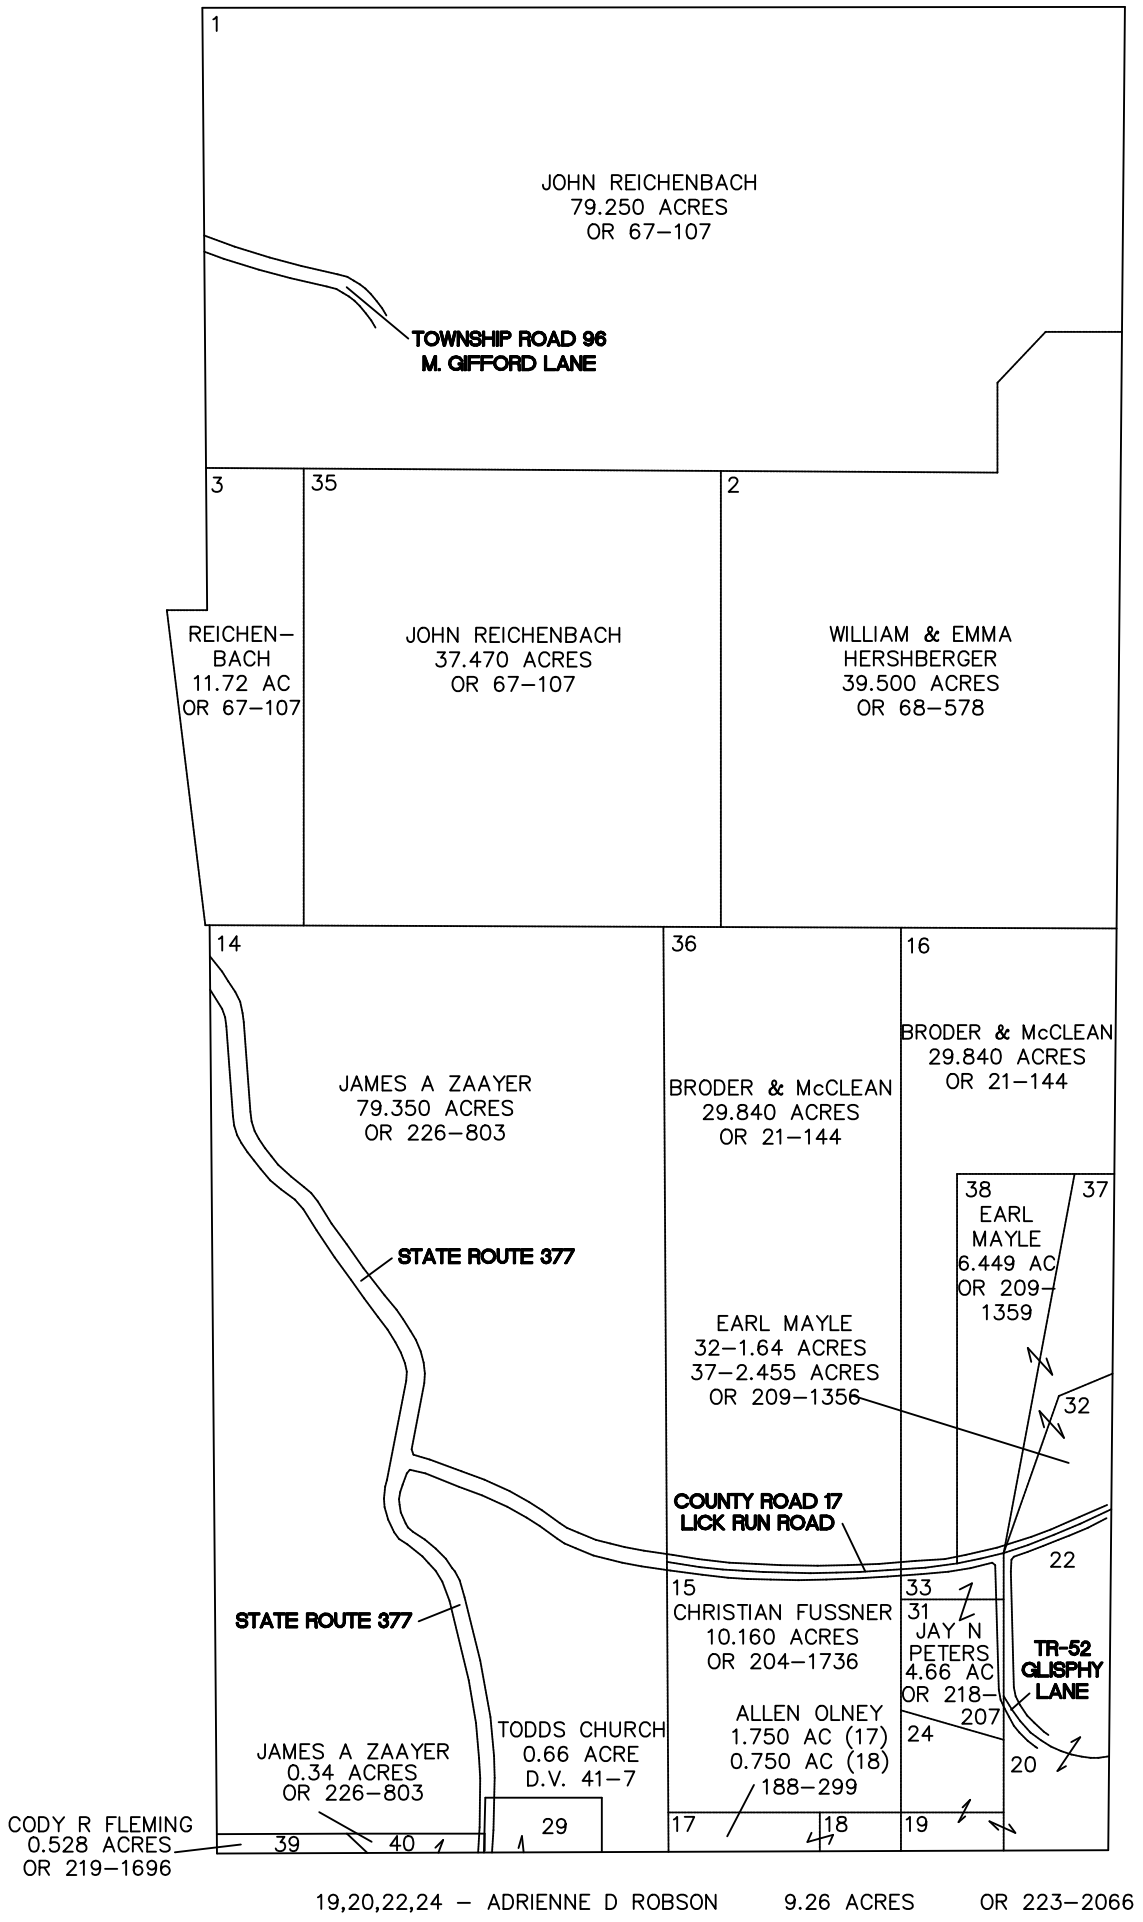 1
JOHN REICHENBACH
79.250 ACRES
OR 67-107
TOWNSHIP ROAD 96
M. GIFFORD LANE
3
35
2
REICHEN-
BACH
11.72 AC
OR 67-107
JOHN REICHENBACH
37.470 ACRES
OR 67-107
WILLIAM & EMMA
HERSHBERGER
39.500 ACRES
OR 68-578
14
36
16
JAMES A ZAAYER
79.350 ACRES
OR 226-803
BRODER & McCLEAN
29.840 ACRES
OR 21-144
BRODER & McCLEAN
29.840 ACRES
OR 21-144
38
EARL
MAYLE
6.449 AC
OR 209-
1359
37
STATE ROUTE 377
EARL MAYLE
32-1.64 ACRES
37-2.455 ACRES
OR 209-1356
32
COUNTY ROAD 17
LICK RUN ROAD
22
15
CHRISTIAN FUSSNER
10.160 ACRES
OR 204-1736
33
31
JAY N
PETERS
4.66 AC
OR 218-
207
TR-52
GLISPHY
LANE
STATE ROUTE 377
24
20
ALLEN OLNEY
1.750 AC (17)
0.750 AC (18)
188-299
TODDS CHURCH
0.66 ACRE
D.V. 41-7
JAMES A ZAAYER
0.34 ACRES
OR 226-803
CODY R FLEMING
0.528 ACRES
OR 219-1696
39
40
29
17
18
19
19,20,22,24 - ADRIENNE D ROBSON 9.26 ACRES OR 223-2066